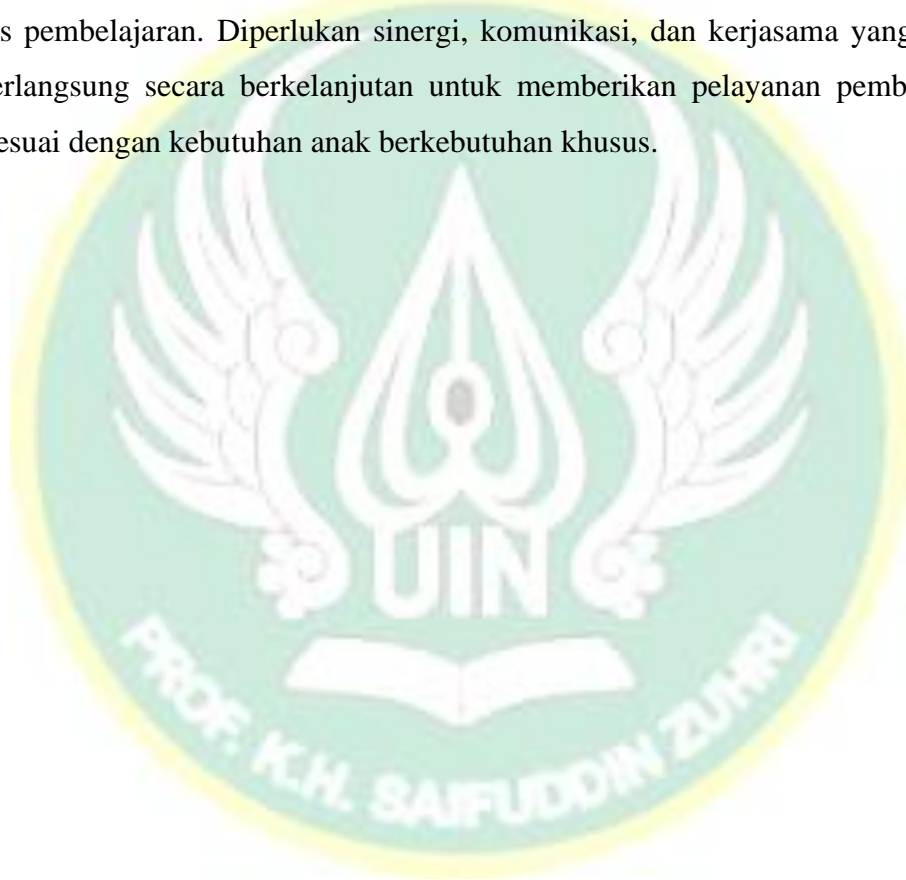 s pembelajaran. Diperlukan sinergi, komunikasi, dan kerjasama yang
erlangsung secara berkelanjutan untuk memberikan pelayanan pemb
esuai dengan kebutuhan anak berkebutuhan khusus.
UIN
PROF. K.H. SAIFUDDIN ZUHRI